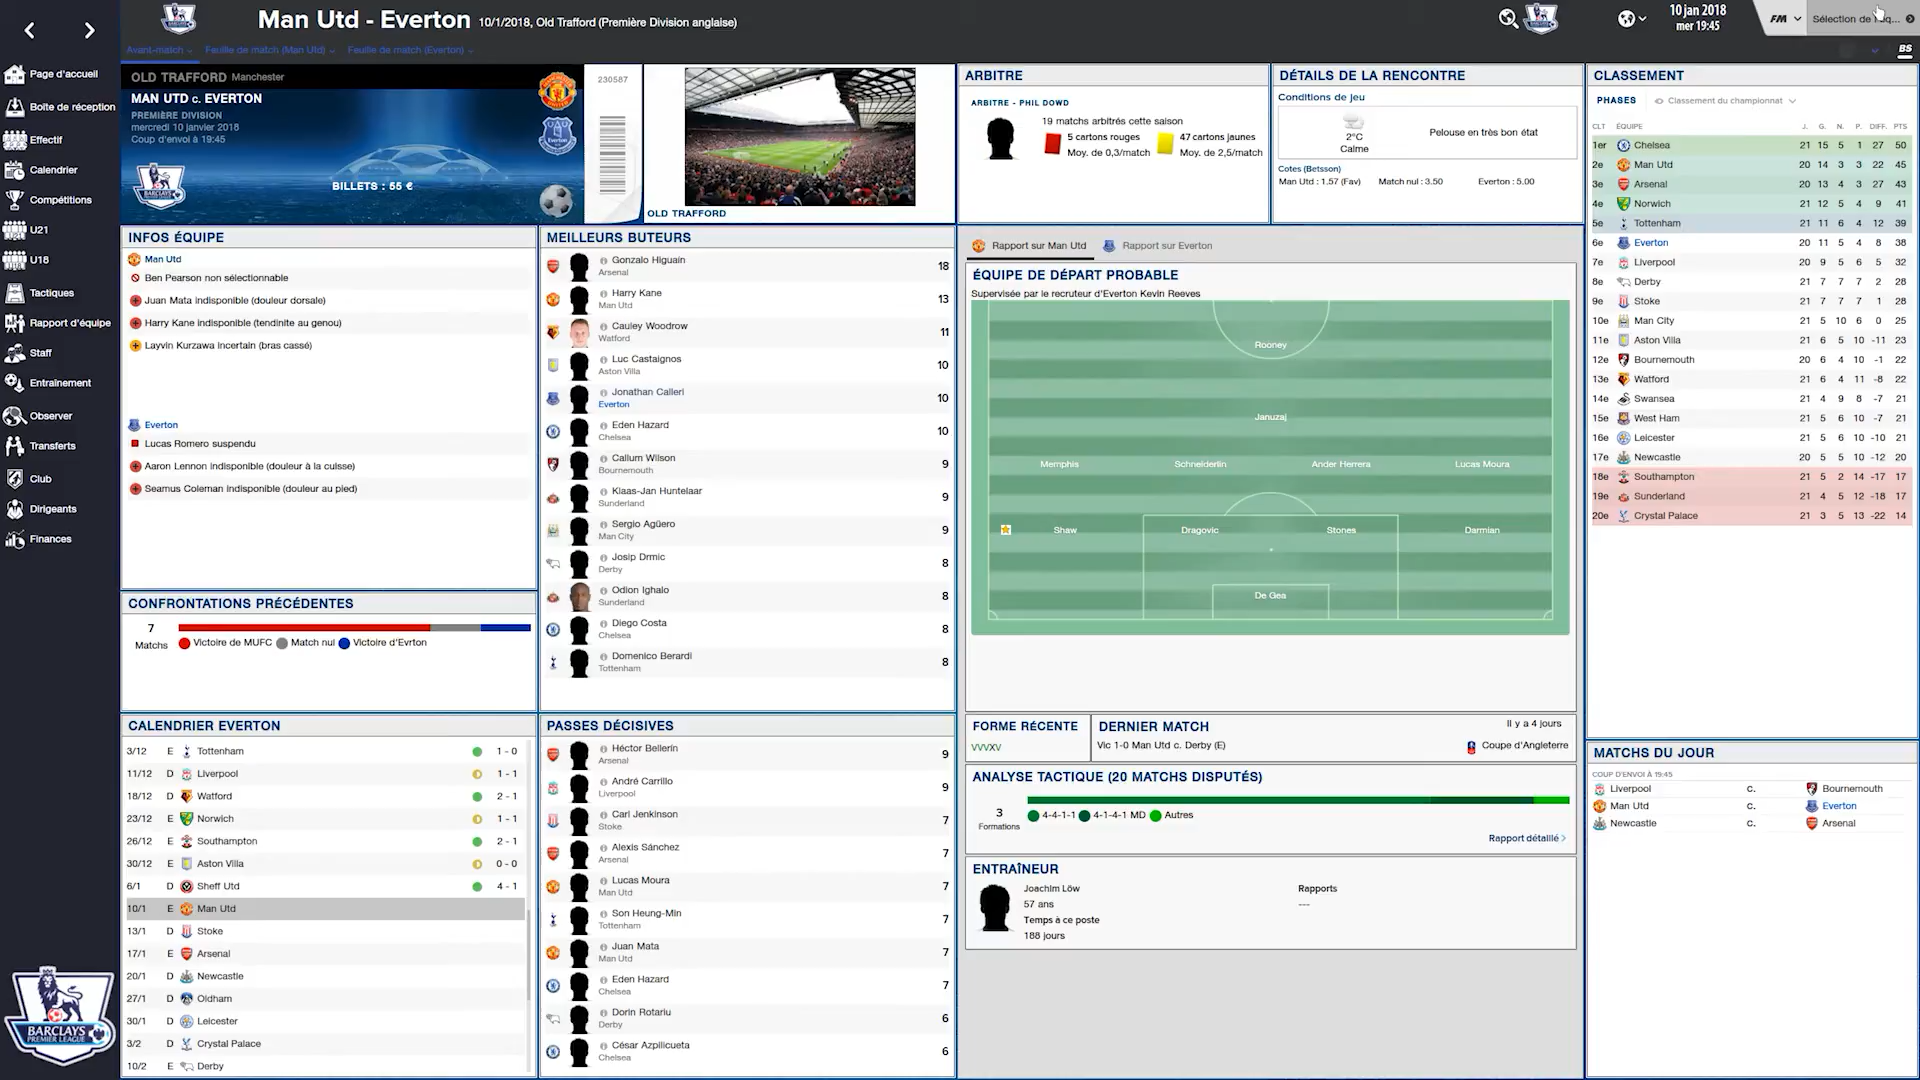 Man Utd - Everton 10/1/2018, Old Trafford (Première Division anglaise)
10 jan 2018
mer 19:45
FM
Sélection de
Avant-match
Feuille de match (Man Utd)
Feuille de match (Everton)
BS
Page d'accueil
Boîte de réception
Effectif
Calendrier
Compétitions
U21
U18
Tactiques
Rapport d'équipe
Staff
Entraînement
Observer
Transferts
Club
Dirigeants
Finances
BARCLAYS
PREMIER LEAGUE
OLD TRAFFORD Manchester
MAN UTD c. EVERTON
PREMIÈRE DIVISION
mercredi 10 janvier 2018
Coup d'envoi à 19:45
BILLETS : 55 €
230587
OLD TRAFFORD
ARBITRE
ARBITRE - PHIL DOWD
19 matchs arbitrés cette saison
5 cartons rouges
Moy. de 0,3/match
47 cartons jaunes
Moy. de 2,5/match
DÉTAILS DE LA RENCONTRE
Conditions de jeu
2°C
Calme
Pelouse en très bon état
Cotes (Betsson)
Man Utd : 1.57 (Fav) Match nul : 3.50 Everton : 5.00
INFOS ÉQUIPE
Man Utd
Ben Pearson non sélectionnable
Juan Mata indisponible (douleur dorsale)
Harry Kane indisponible (tendinite au genou)
Layvin Kurzawa incertain (bras cassé)
Everton
Lucas Romero suspendu
Aaron Lennon indisponible (douleur à la cuisse)
Seamus Coleman indisponible (douleur au pied)
CONFRONTATIONS PRÉCÉDENTES
7
Matchs
Victoire de MUFC Match nul Victoire d'Evrton
CALENDRIER EVERTON
3/12 E Tottenham 1 - 0
11/12 D Liverpool 1 - 1
18/12 D Watford 2 - 1
23/12 E Norwich 1 - 1
26/12 E Southampton 2 - 1
30/12 E Aston Villa 0 - 0
6/1 D Sheff Utd 4 - 1
10/1 E Man Utd
13/1 D Stoke
17/1 E Arsenal
20/1 D Newcastle
27/1 D Oldham
30/1 D Leicester
3/2 D Crystal Palace
10/2 E Derby
MEILLEURS BUTEURS
Gonzalo Higuaín 18
Arsenal
Harry Kane 13
Man Utd
Cauley Woodrow 11
Watford
Luc Castaignos 10
Aston Villa
Jonathan Calleri 10
Everton
Eden Hazard 10
Chelsea
Callum Wilson 9
Bournemouth
Klaas-Jan Huntelaar 9
Sunderland
Sergio Agüero 9
Man City
Josip Drmic 8
Derby
Odion Ighalo 8
Sunderland
Diego Costa 8
Chelsea
Domenico Berardi 8
Tottenham
PASSES DÉCISIVES
Héctor Bellerín 9
Arsenal
André Carrillo 9
Liverpool
Carl Jenkinson 7
Stoke
Alexis Sánchez 7
Arsenal
Lucas Moura 7
Man Utd
Son Heung-Min 7
Tottenham
Juan Mata 7
Man Utd
Eden Hazard 7
Chelsea
Dorin Rotariu 6
Derby
César Azpilicueta 6
Chelsea
Rapport sur Man Utd
Rapport sur Everton
ÉQUIPE DE DÉPART PROBABLE
Supervisée par le recruteur d'Everton Kevin Reeves
Rooney
Januzaj
Memphis Schneiderlin Ander Herrera Lucas Moura
Shaw Dragovic Stones Darmian
De Gea
FORME RÉCENTE
VVVXV
DERNIER MATCH
Il y a 4 jours
Vic 1-0 Man Utd c. Derby (E)
Coupe d'Angleterre
ANALYSE TACTIQUE (20 MATCHS DISPUTÉS)
3
Formations
4-4-1-1 4-1-4-1 MD Autres
Rapport détaillé
ENTRAÎNEUR
Joachim Löw
57 ans
Temps à ce poste
188 jours
Rapports
---
CLASSEMENT
PHASES Classement du championnat
CLT ÉQUIPE J. G. N. P. DIFF. PTS
1er Chelsea 21 15 5 1 27 50
2e Man Utd 20 14 3 3 22 45
3e Arsenal 20 13 4 3 27 43
4e Norwich 21 12 5 4 9 41
5e Tottenham 21 11 6 4 12 39
6e Everton 20 11 5 4 8 38
7e Liverpool 20 9 5 6 5 32
8e Derby 21 7 7 7 2 28
9e Stoke 21 7 7 7 1 28
10e Man City 21 5 10 6 0 25
11e Aston Villa 21 6 5 10 -11 23
12e Bournemouth 20 6 4 10 -1 22
13e Watford 21 6 4 11 -8 22
14e Swansea 21 4 9 8 -7 21
15e West Ham 21 5 6 10 -7 21
16e Leicester 21 5 6 10 -10 21
17e Newcastle 20 5 5 10 -12 20
18e Southampton 21 5 2 14 -17 17
19e Sunderland 21 4 5 12 -18 17
20e Crystal Palace 21 3 5 13 -22 14
MATCHS DU JOUR
COUP D'ENVOI À 19:45
Liverpool c. Bournemouth
Man Utd c. Everton
Newcastle c. Arsenal